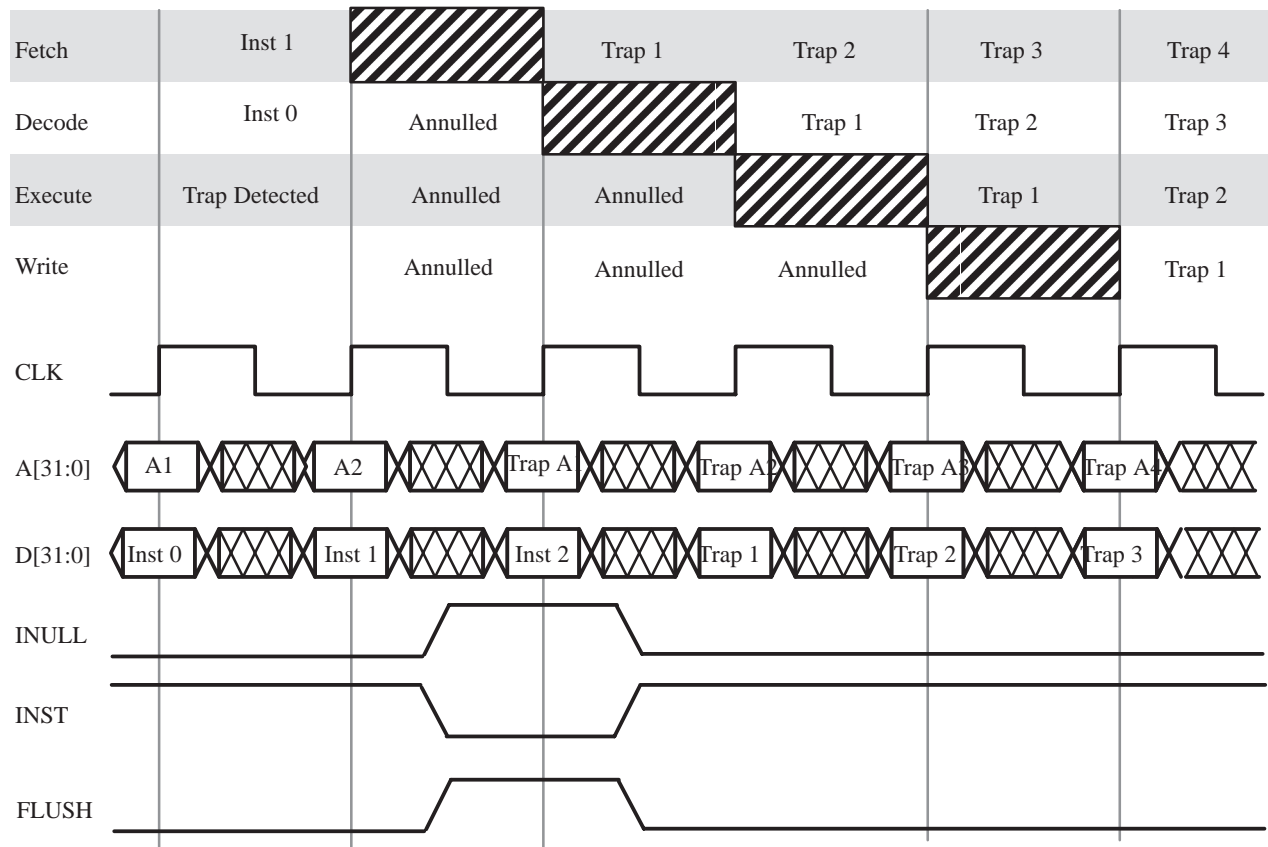 Fetch Inst 1 Trap 1 Trap 2 Trap 3 Trap 4
Decode Inst 0 Annulled Trap 1 Trap 2 Trap 3
Execute Trap Detected Annulled Annulled Trap 1 Trap 2
Write Annulled Annulled Annulled Trap 1
CLK
A[31:0] A1 A2 Trap A1 Trap A2 Trap A3 Trap A4
D[31:0] Inst 0 Inst 1 Inst 2 Trap 1 Trap 2 Trap 3
INULL
INST
FLUSH